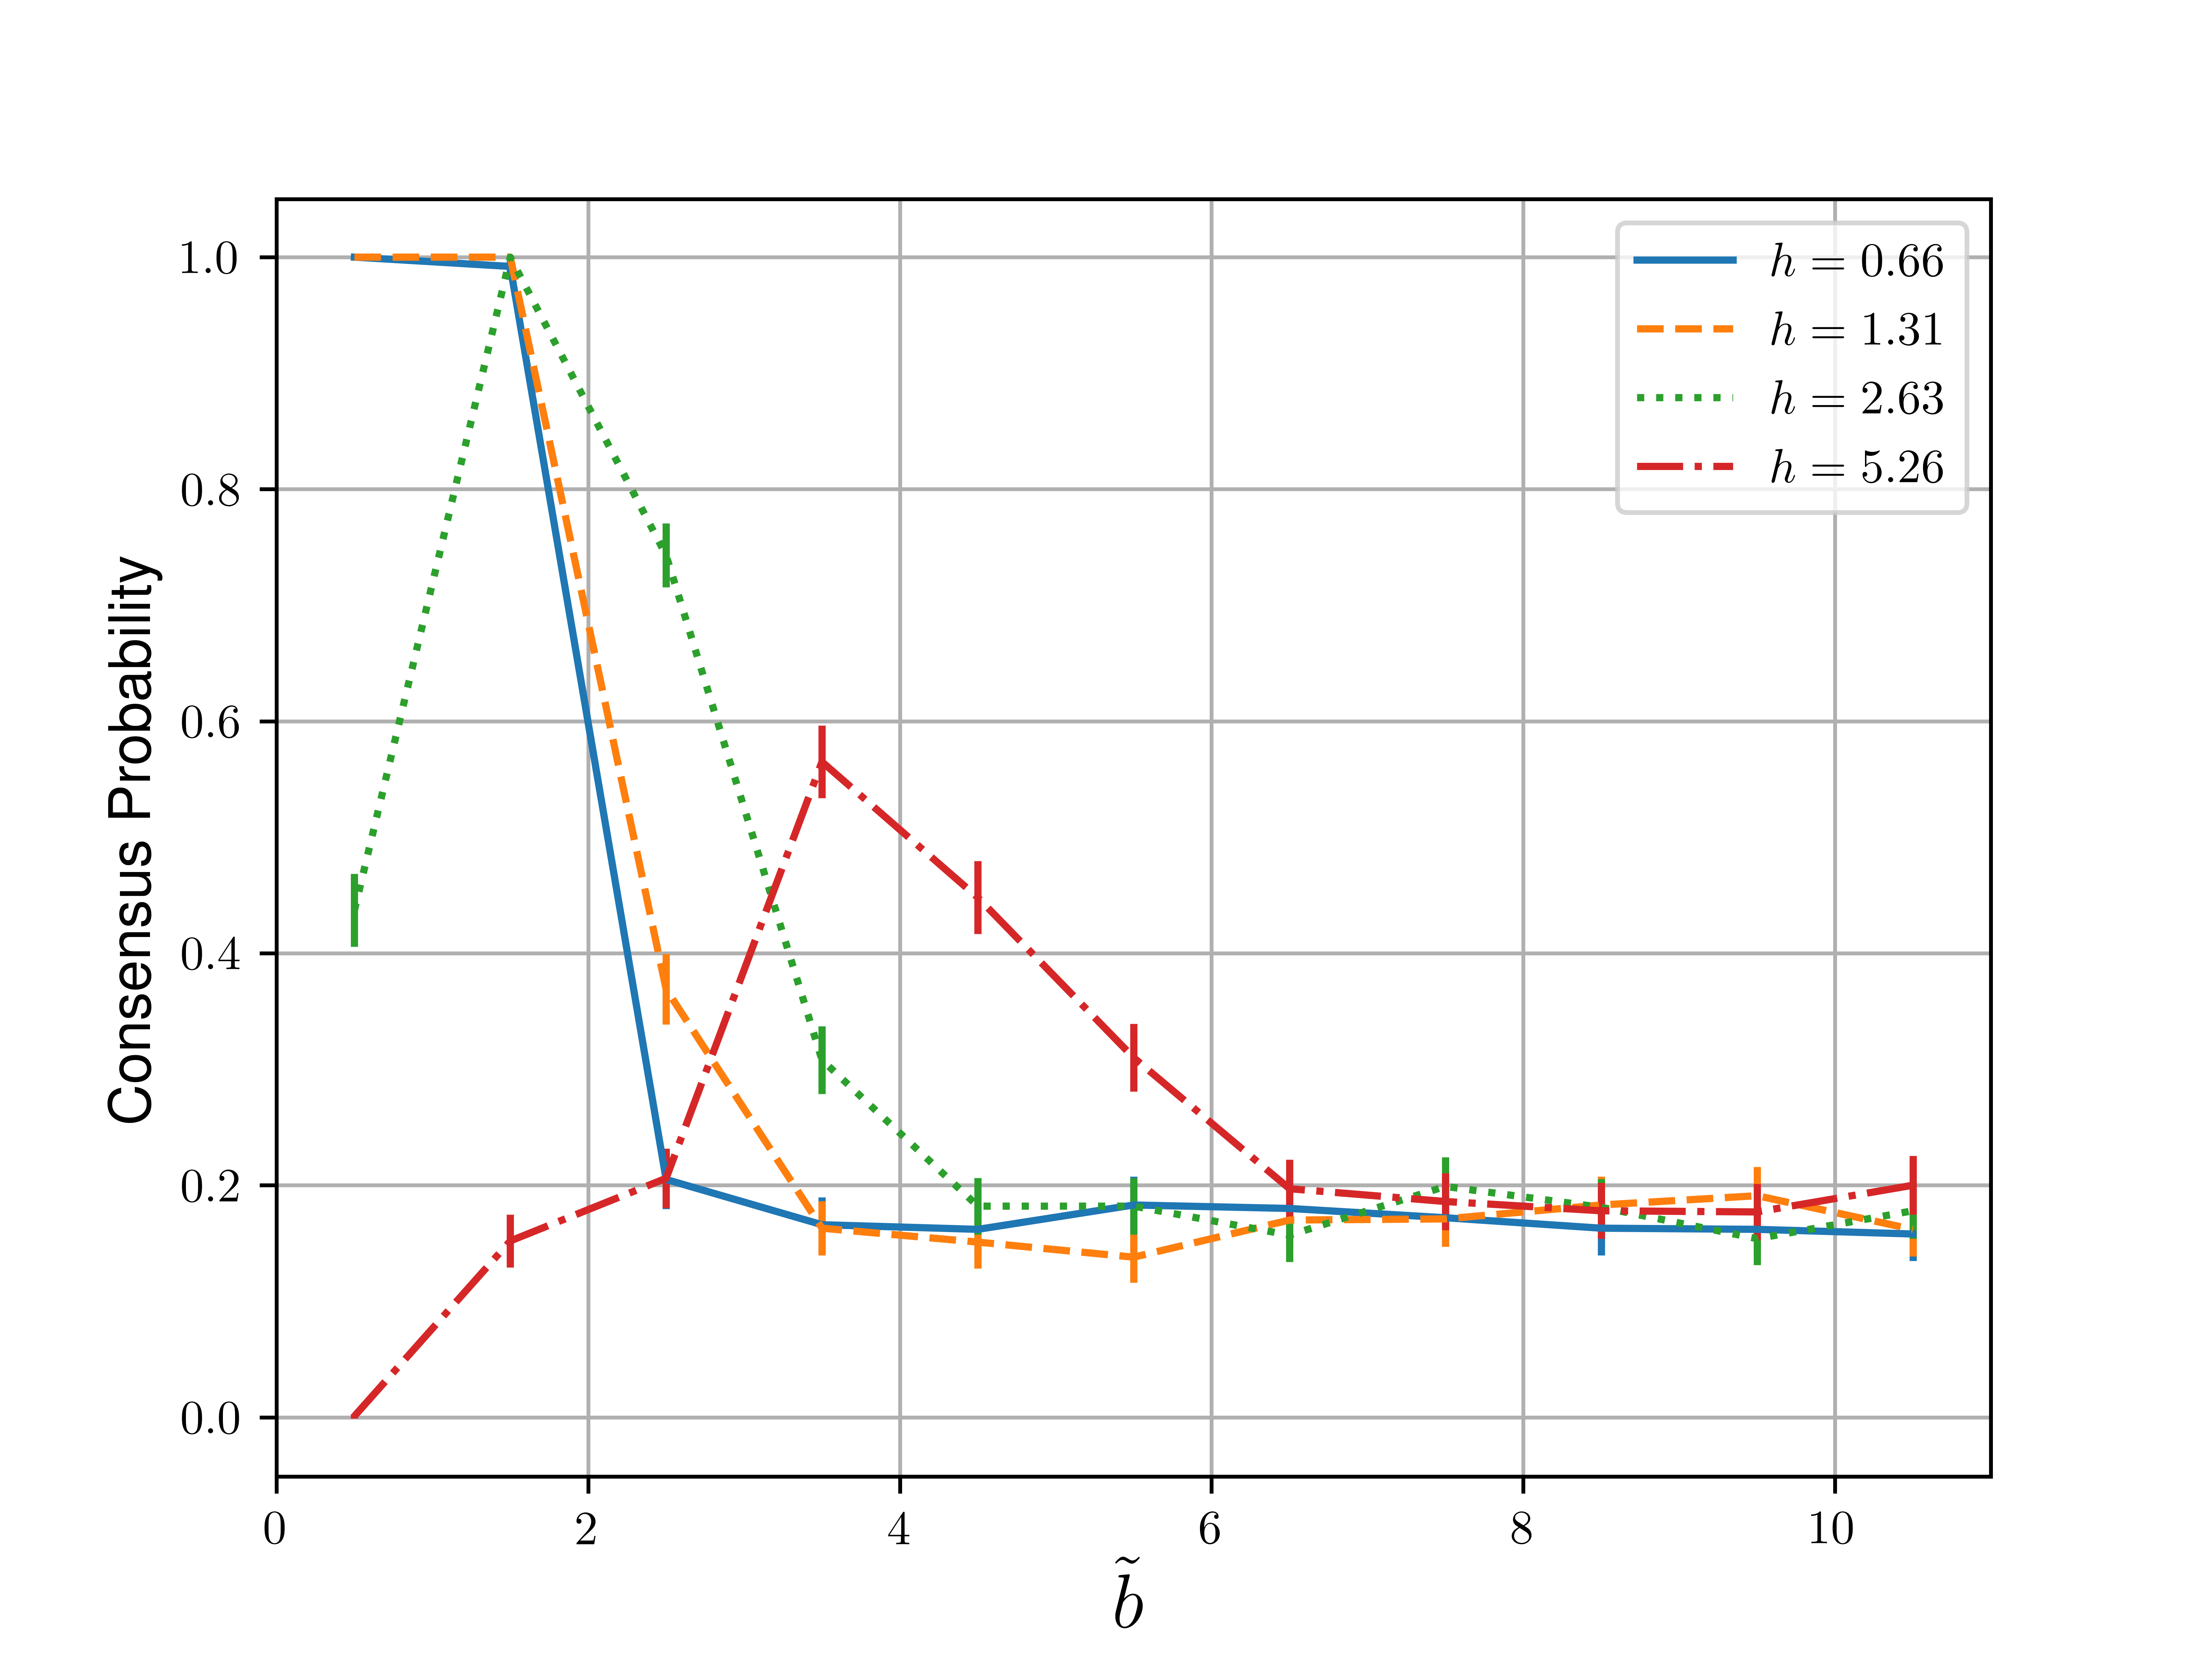 h = 0.66
h = 1.31
h = 2.63
h = 5.26
Consensus Probability
1.0
0.8
0.6
0.4
0.2
0.0
0 2 4 6 8 10
b̃